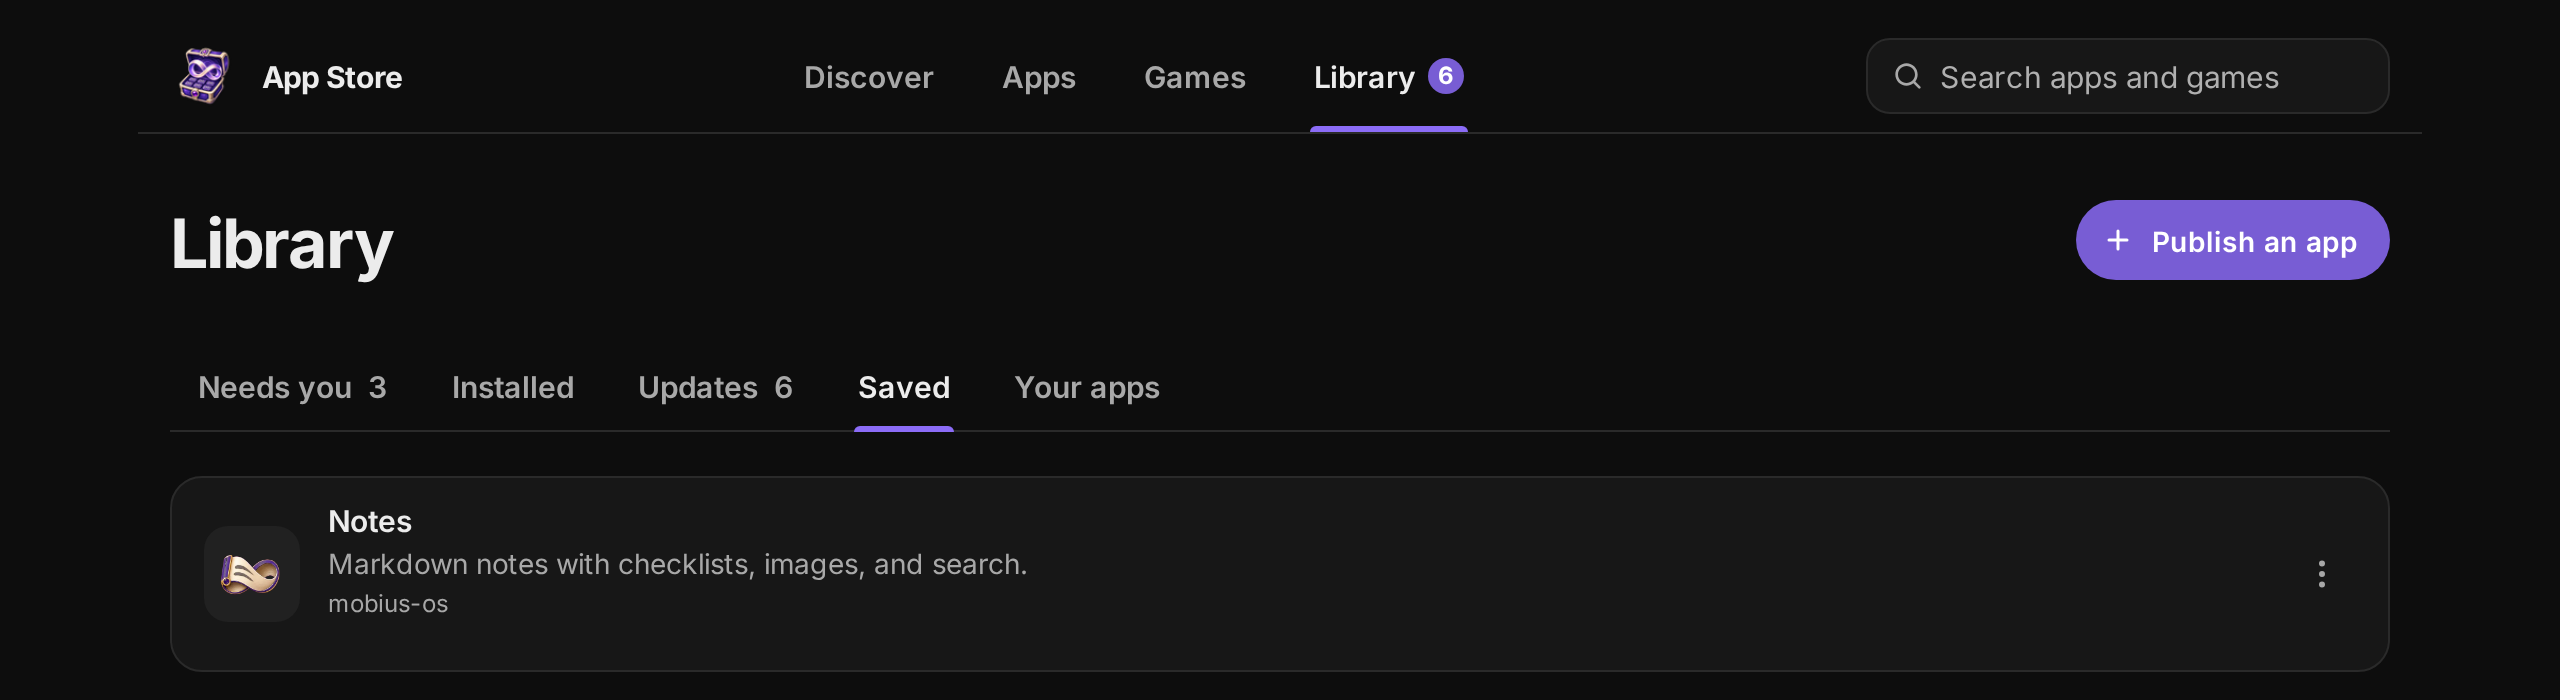 App Store
Discover
Apps
Games
Library 6
Search apps and games
Library
+ Publish an app
Needs you 3
Installed
Updates 6
Saved
Your apps
Notes
Markdown notes with checklists, images, and search.
mobius-os